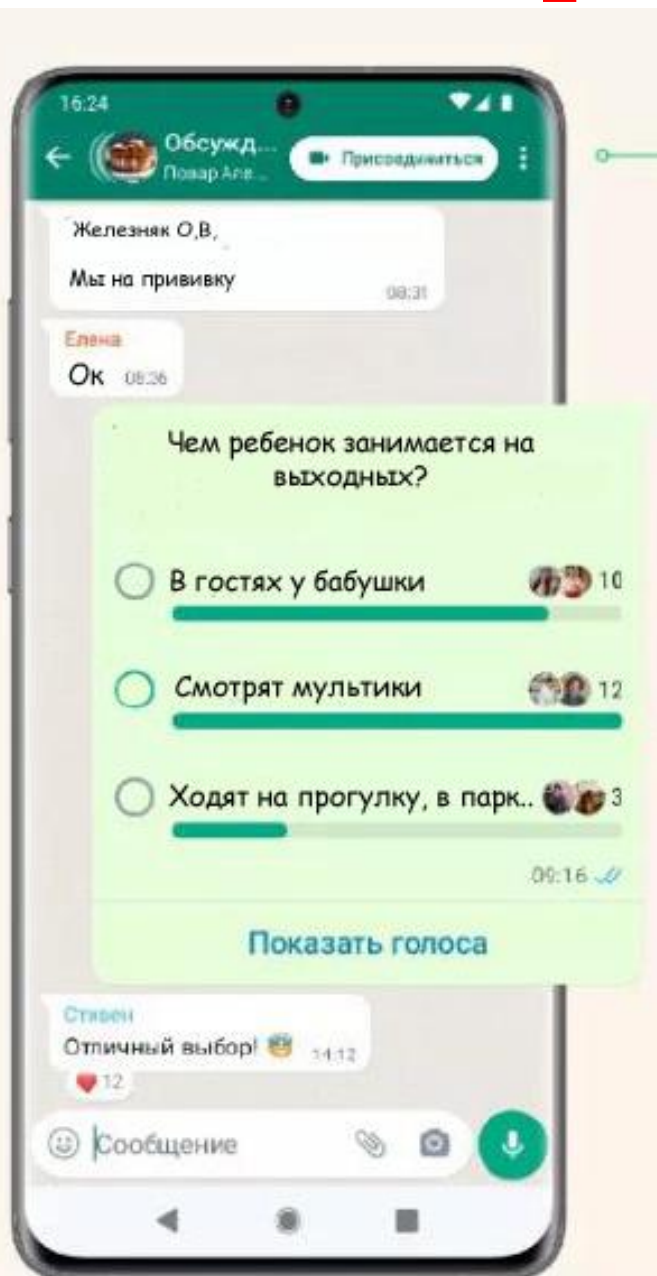 16:24
Обсужд...
Повар Але...
Присоединиться
Железняк О,В,
Мы на прививку
08:31
Елена
Ок 08:36
Чем ребенок занимается на
выходных?
В гостях у бабушки 10
Смотрят мультики 12
Ходят на прогулку, в парк.. 3
09:16
Показать голоса
Стивен
Отличный выбор! 14:12
12
Сообщение